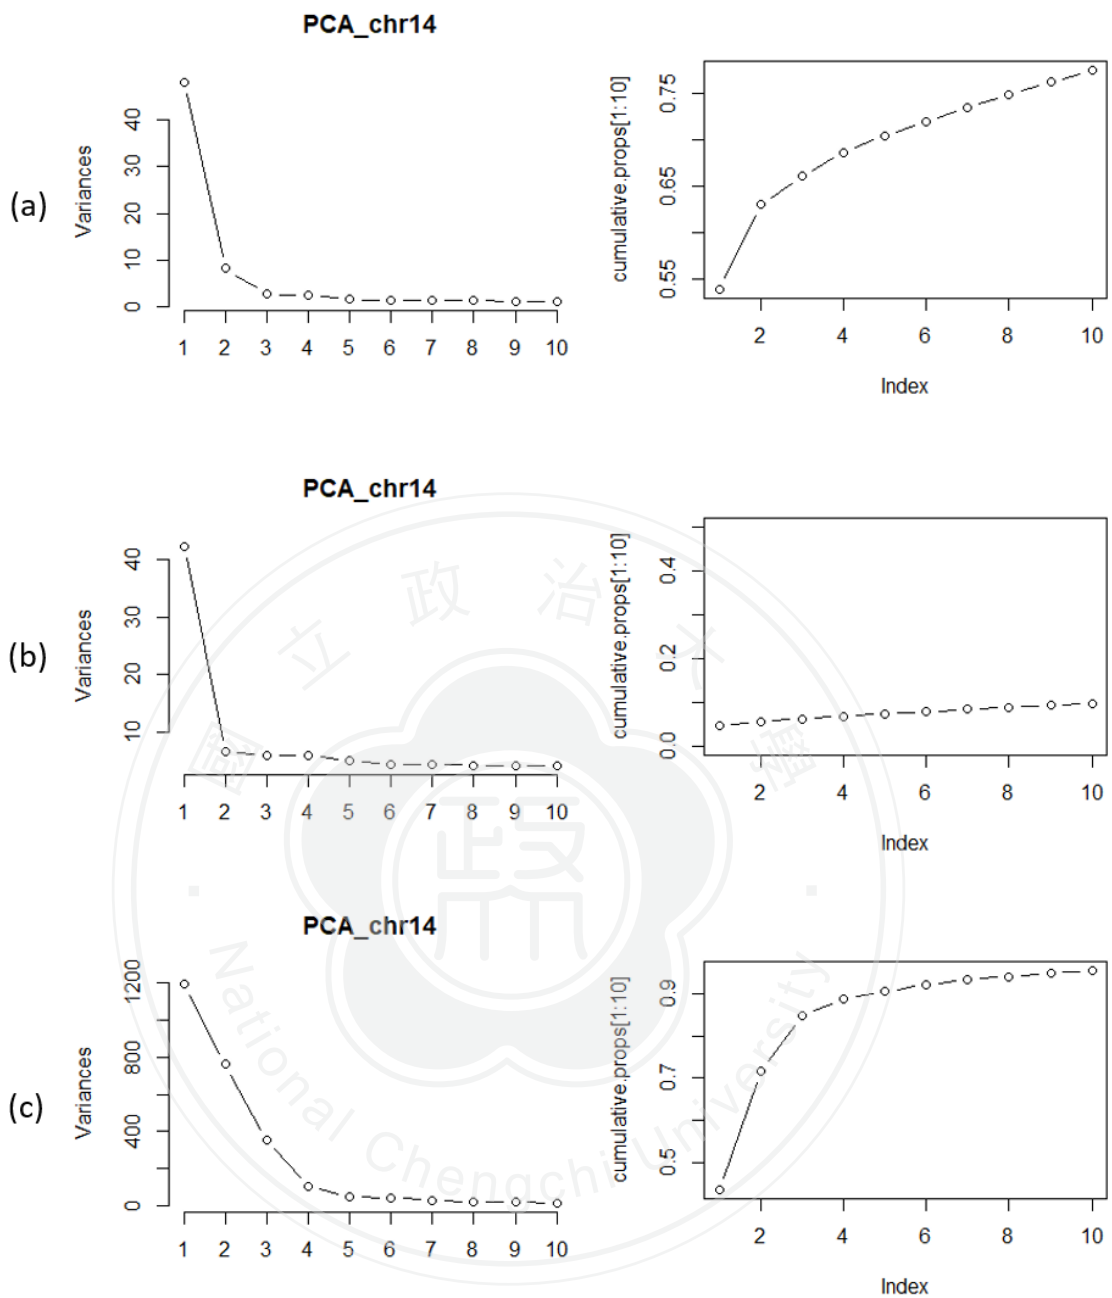 PCA_chr14
(a)
Variances
0 10 20 30 40
1 2 3 4 5 6 7 8 9 10
cumulative.props[1:10]
0.55 0.65 0.75
2 4 6 8 10
Index
PCA_chr14
(b)
Variances
10 20 30 40
1 2 3 4 5 6 7 8 9 10
cumulative.props[1:10]
0.0 0.2 0.4
2 4 6 8 10
Index
PCA_chr14
(c)
Variances
0 400 800 1200
1 2 3 4 5 6 7 8 9 10
cumulative.props[1:10]
0.5 0.7 0.9
2 4 6 8 10
Index
國立政治大學
政
National Chengchi University